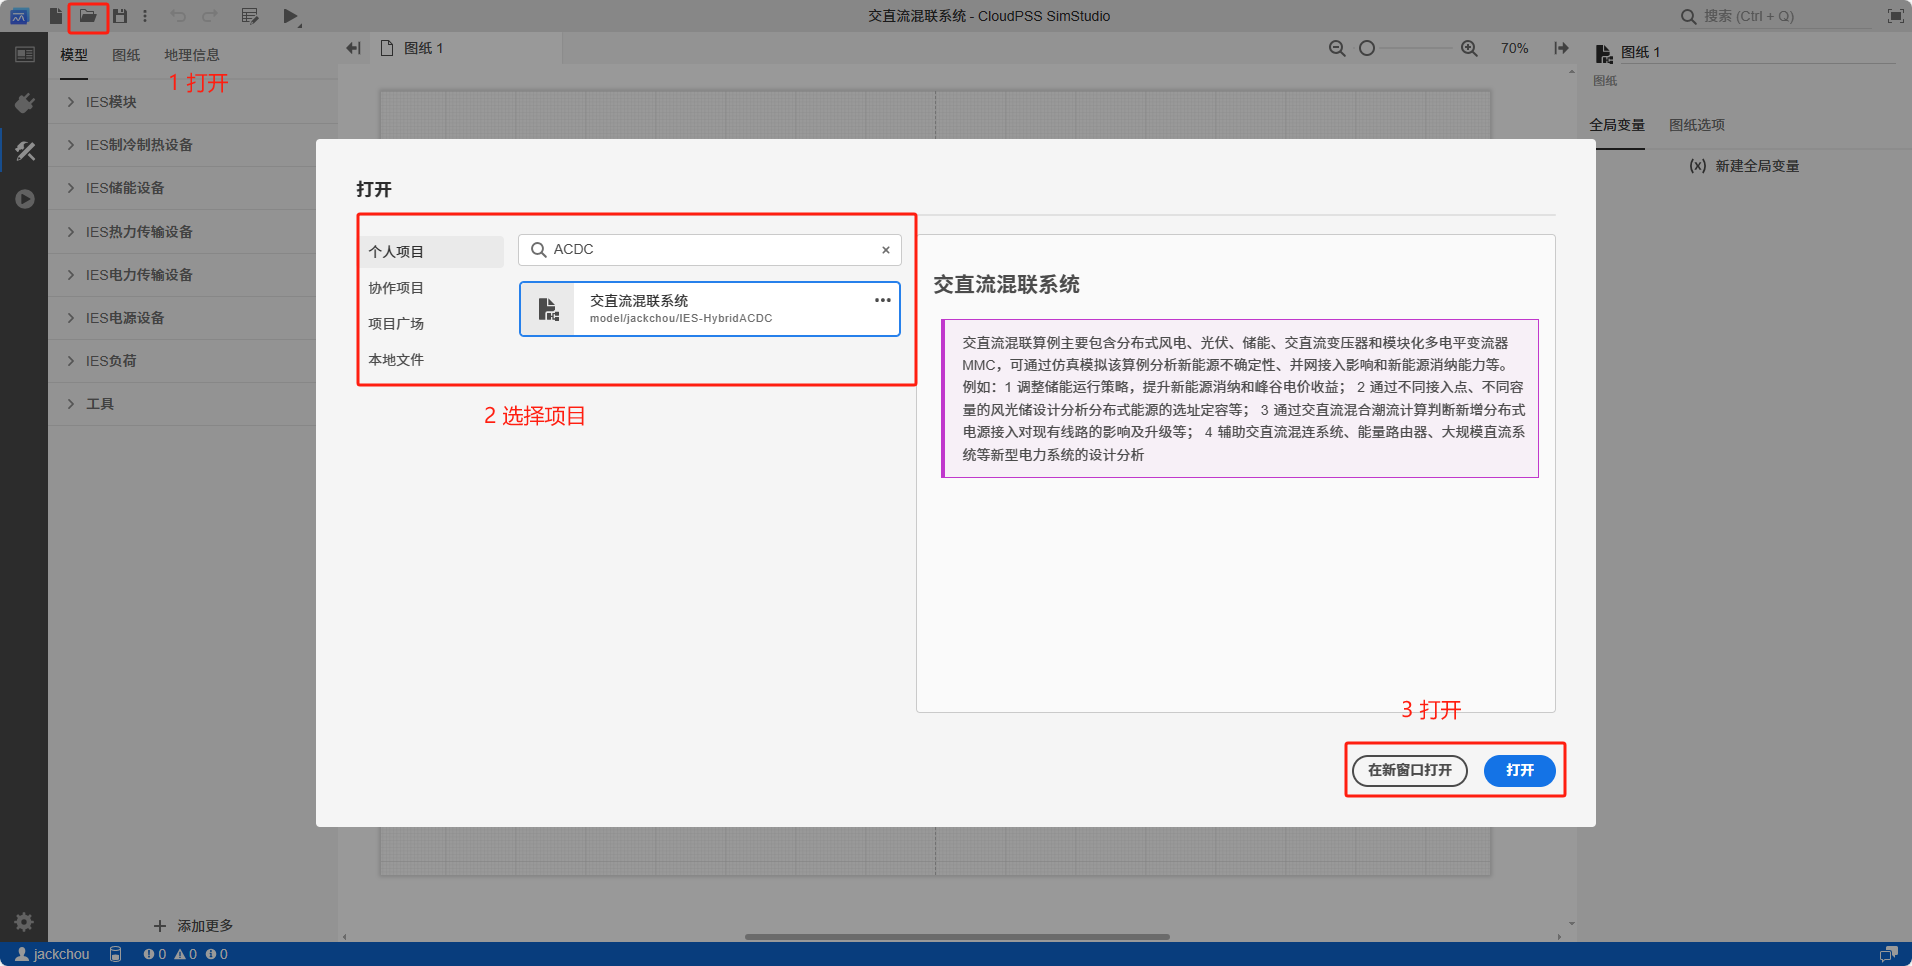 交直流混联系统 - CloudPSS SimStudio
搜索 (Ctrl + Q)
模型
图纸
地理信息
1 打开
图纸 1
70%
图纸 1
图纸
全局变量
图纸选项
(x) 新建全局变量
IES模块
IES制冷制热设备
IES储能设备
IES热力传输设备
IES电力传输设备
IES电源设备
IES负荷
工具
添加更多
打开
个人项目
协作项目
项目广场
本地文件
ACDC
交直流混联系统
model/jackchou/IES-HybridACDC
2 选择项目
交直流混联系统
交直流混联算例主要包含分布式风电、光伏、储能、交直流变压器和模块化多电平变流器
MMC，可通过仿真模拟该算例分析新能源不确定性、并网接入影响和新能源消纳能力等。
例如：1 调整储能运行策略，提升新能源消纳和峰谷电价收益； 2 通过不同接入点、不同容
量的风光储设计分析分布式能源的选址定容等； 3 通过交直流混合潮流计算判断新增分布式
电源接入对现有线路的影响及升级等； 4 辅助交直流混连系统、能量路由器、大规模直流系
统等新型电力系统的设计分析
3 打开
在新窗口打开
打开
jackchou
0
0
0